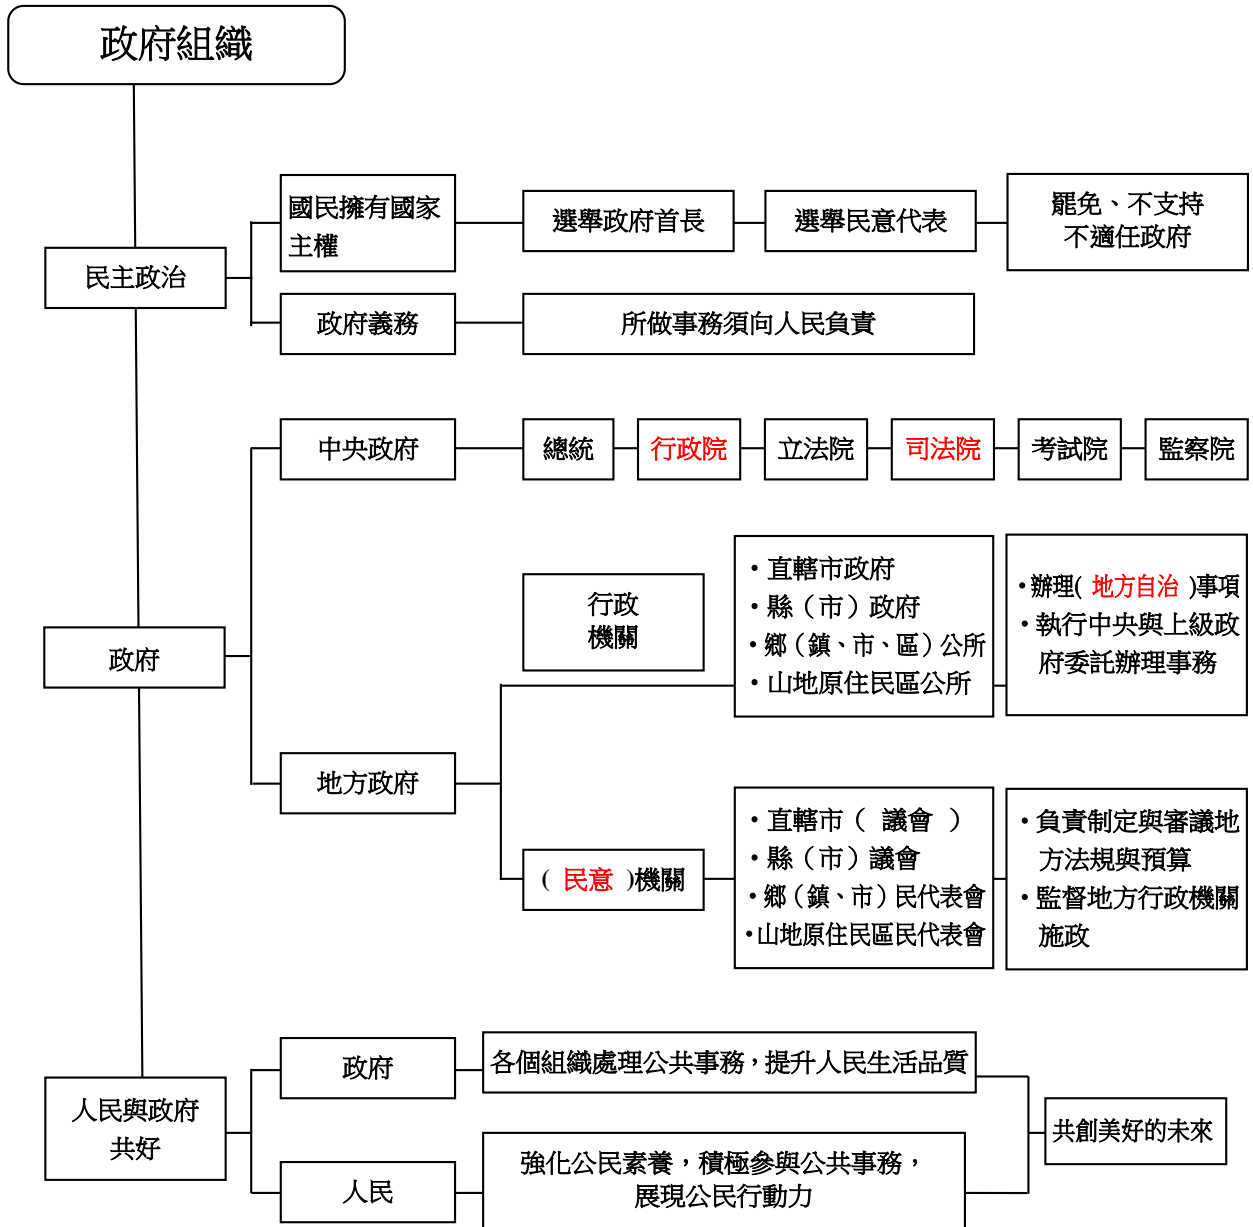 政府組織
國民擁有國家
主權
選舉政府首長
選舉民意代表
罷免、不支持
不適任政府
民主政治
政府義務
所做事務須向人民負責
中央政府
總統
行政院
立法院
司法院
考試院
監察院
政府
行政
機關
・直轄市政府
・縣（市）政府
・鄉（鎮、市、區）公所
・山地原住民區公所
・辦理( 地方自治 )事項
・執行中央與上級政
府委託辦理事務
地方政府
( 民意 )機關
・直轄市（ 議會 ）
・縣（市）議會
・鄉（鎮、市）民代表會
・山地原住民區民代表會
・負責制定與審議地
方法規與預算
・監督地方行政機關
施政
人民與政府
共好
政府
各個組織處理公共事務，提升人民生活品質
人民
強化公民素養，積極參與公共事務，
展現公民行動力
共創美好的未來